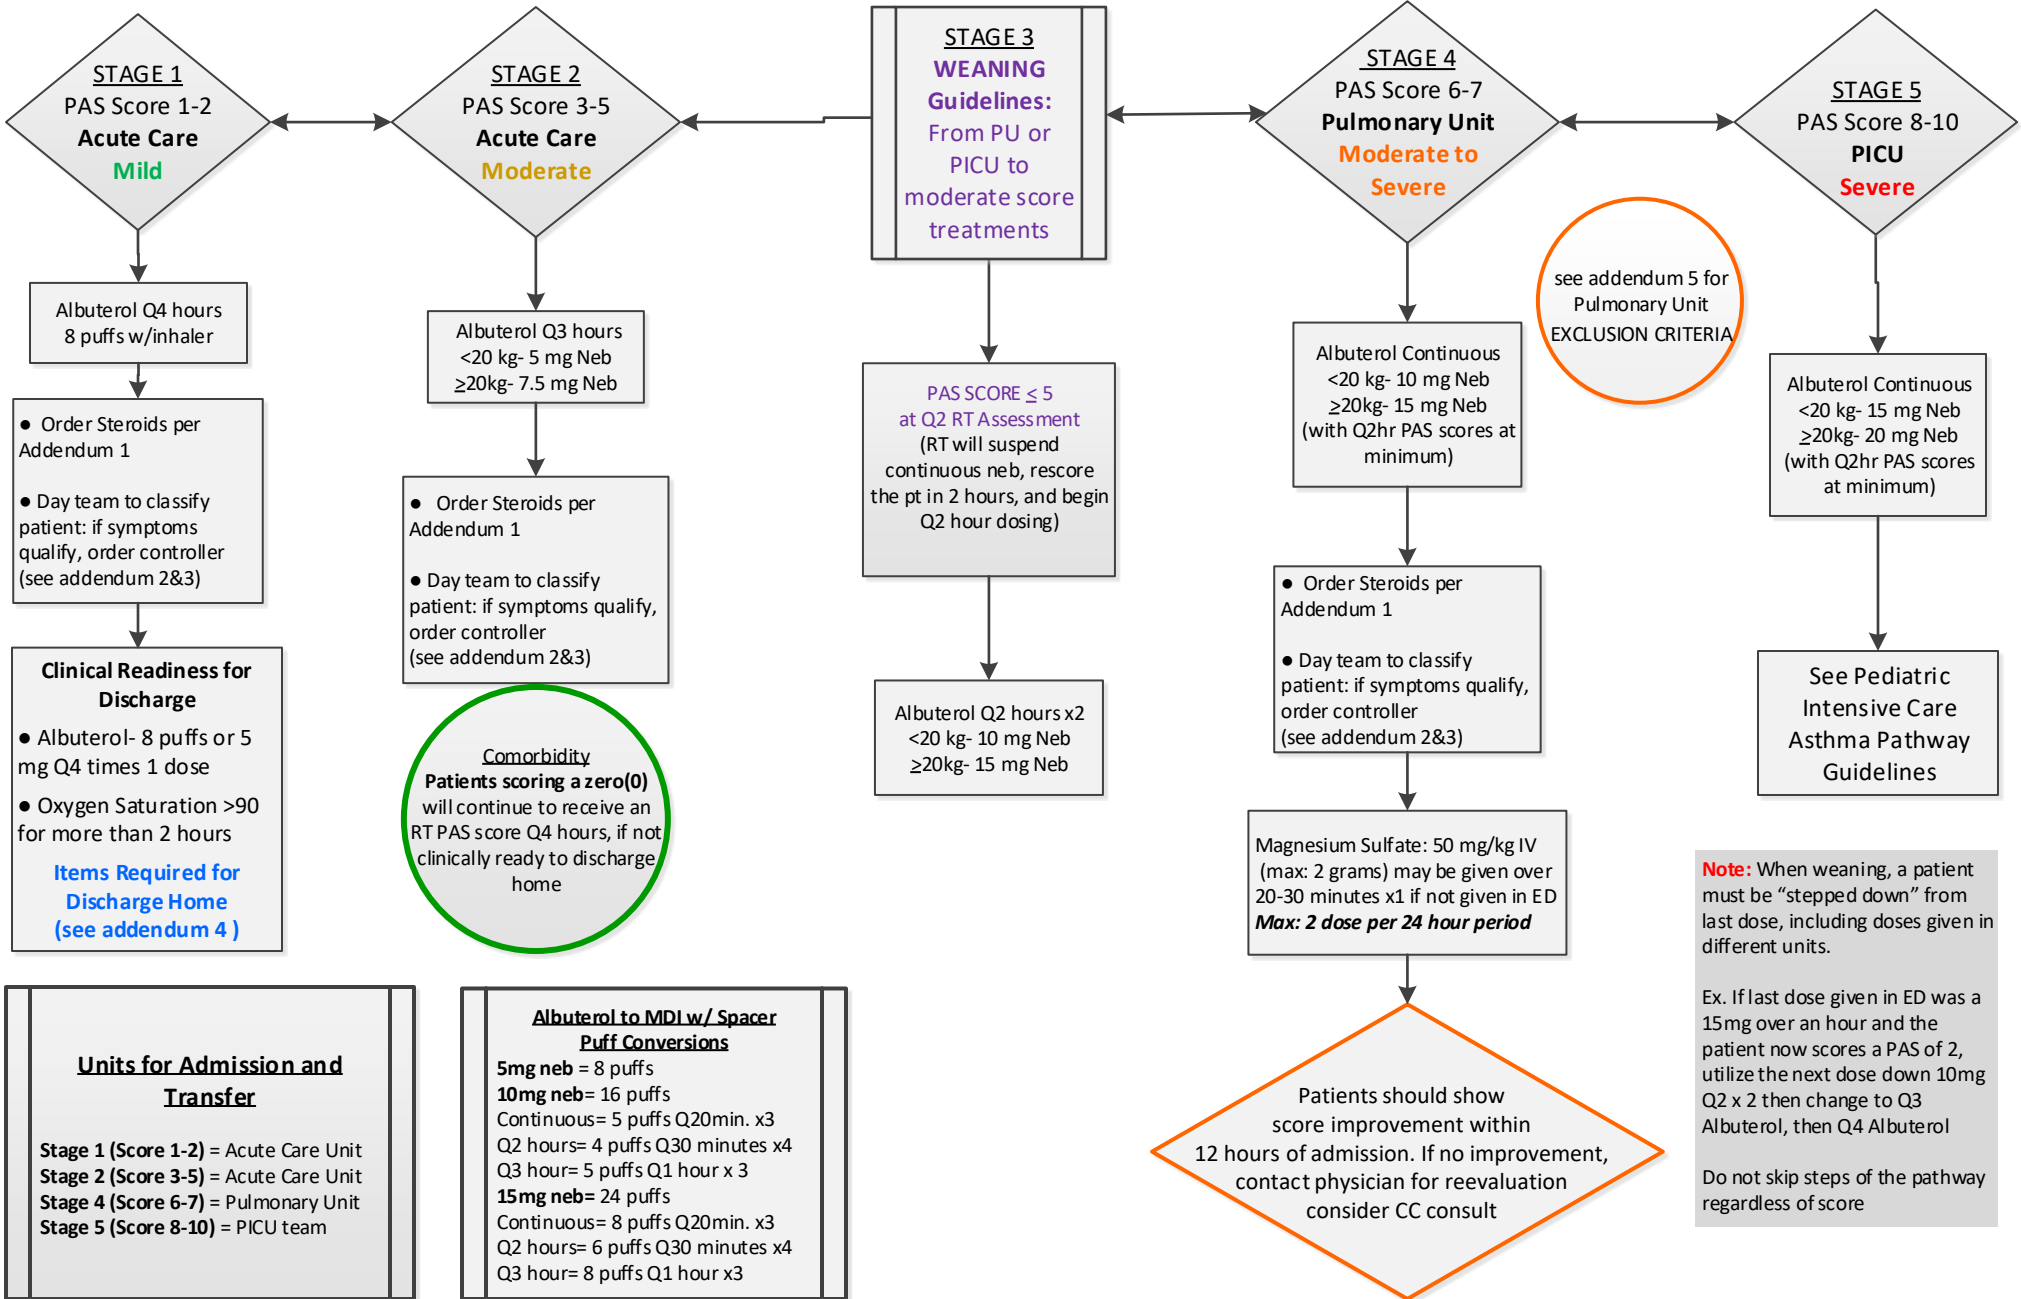 STAGE 1
PAS Score 1-2
Acute Care
Mild
Albuterol Q4 hours
8 puffs w/inhaler
● Order Steroids per
Addendum 1
● Day team to classify
patient: if symptoms
qualify, order controller
(see addendum 2&3)
Clinical Readiness for
Discharge
● Albuterol- 8 puffs or 5
mg Q4 times 1 dose
● Oxygen Saturation >90
for more than 2 hours
Items Required for
Discharge Home
(see addendum 4 )
STAGE 2
PAS Score 3-5
Acute Care
Moderate
Albuterol Q3 hours
<20 kg- 5 mg Neb
≥20kg- 7.5 mg Neb
● Order Steroids per
Addendum 1
● Day team to classify
patient: if symptoms qualify,
order controller
(see addendum 2&3)
Comorbidity
Patients scoring a zero(0)
will continue to receive an
RT PAS score Q4 hours, if not
clinically ready to discharge
home
STAGE 3
WEANING
Guidelines:
From PU or
PICU to
moderate score
treatments
PAS SCORE ≤ 5
at Q2 RT Assessment
(RT will suspend
continuous neb, rescore
the pt in 2 hours, and begin
Q2 hour dosing)
Albuterol Q2 hours x2
<20 kg- 10 mg Neb
≥20kg- 15 mg Neb
STAGE 4
PAS Score 6-7
Pulmonary Unit
Moderate to
Severe
Albuterol Continuous
<20 kg- 10 mg Neb
≥20kg- 15 mg Neb
(with Q2hr PAS scores at
minimum)
● Order Steroids per
Addendum 1
● Day team to classify
patient: if symptoms qualify,
order controller
(see addendum 2&3)
Magnesium Sulfate: 50 mg/kg IV
(max: 2 grams) may be given over
20-30 minutes x1 if not given in ED
Max: 2 dose per 24 hour period
Patients should show
score improvement within
12 hours of admission. If no improvement,
contact physician for reevaluation
consider CC consult
see addendum 5 for
Pulmonary Unit
EXCLUSION CRITERIA
STAGE 5
PAS Score 8-10
PICU
Severe
Albuterol Continuous
<20 kg- 15 mg Neb
≥20kg- 20 mg Neb
(with Q2hr PAS scores
at minimum)
See Pediatric
Intensive Care
Asthma Pathway
Guidelines
Note: When weaning, a patient
must be “stepped down” from
last dose, including doses given in
different units.
Ex. If last dose given in ED was a
15mg over an hour and the
patient now scores a PAS of 2,
utilize the next dose down 10mg
Q2 x 2 then change to Q3
Albuterol, then Q4 Albuterol
Do not skip steps of the pathway
regardless of score
Units for Admission and
Transfer
Stage 1 (Score 1-2) = Acute Care Unit
Stage 2 (Score 3-5) = Acute Care Unit
Stage 4 (Score 6-7) = Pulmonary Unit
Stage 5 (Score 8-10) = PICU team
Albuterol to MDI w/ Spacer
Puff Conversions
5mg neb = 8 puffs
10mg neb= 16 puffs
Continuous= 5 puffs Q20min. x3
Q2 hours= 4 puffs Q30 minutes x4
Q3 hour= 5 puffs Q1 hour x 3
15mg neb= 24 puffs
Continuous= 8 puffs Q20min. x3
Q2 hours= 6 puffs Q30 minutes x4
Q3 hour= 8 puffs Q1 hour x3